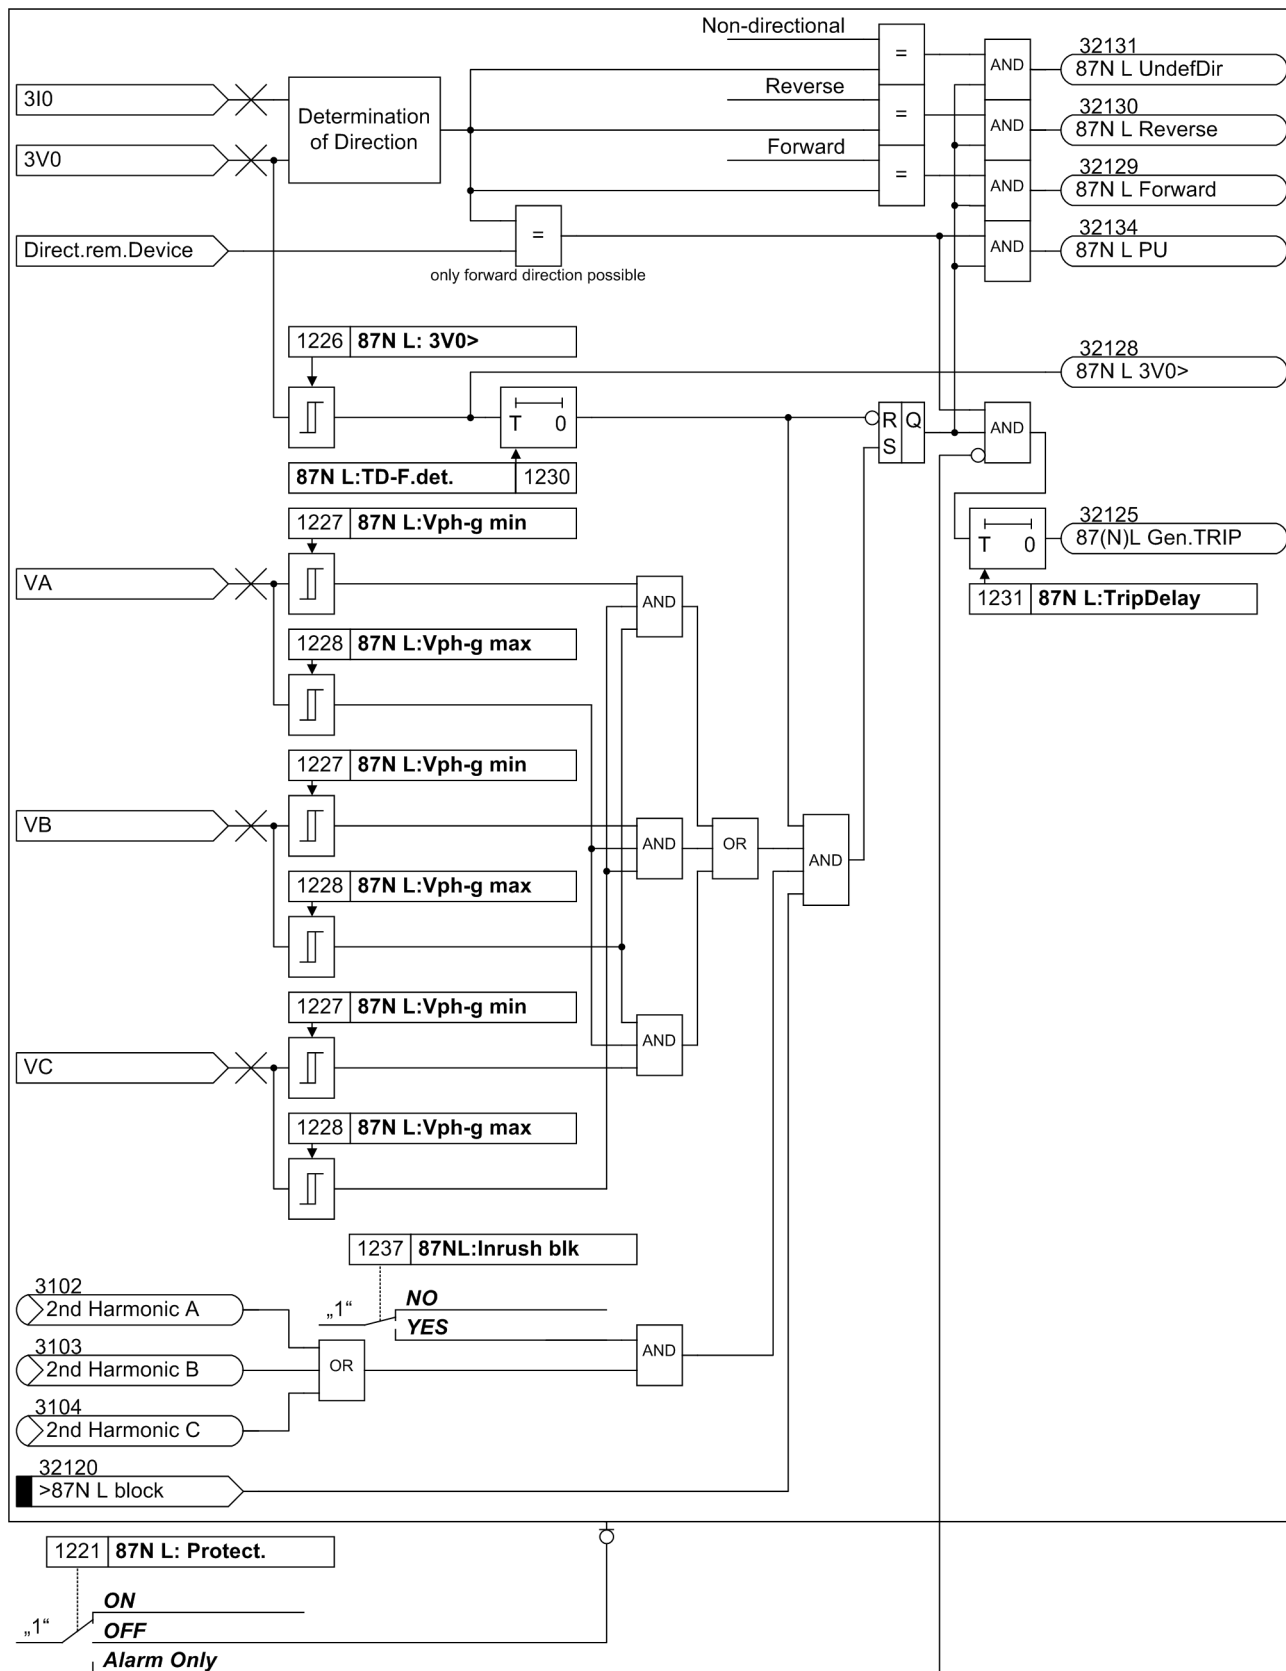 Non-directional
=
AND
32131
87N L UndefDir
3I0
Determination
of Direction
Reverse
=
AND
32130
87N L Reverse
3V0
Forward
=
AND
32129
87N L Forward
Direct.rem.Device
=
only forward direction possible
AND
32134
87N L PU
1226 87N L: 3V0>
32128
87N L 3V0>
T 0
R Q
S
AND
87N L:TD-F.det. 1230
1227 87N L:Vph-g min
T 0
32125
87(N)L Gen.TRIP
VA
AND
1231 87N L:TripDelay
1228 87N L:Vph-g max
1227 87N L:Vph-g min
VB
AND
OR
AND
1228 87N L:Vph-g max
1227 87N L:Vph-g min
VC
AND
1228 87N L:Vph-g max
1237 87NL:Inrush blk
3102
2nd Harmonic A
„1“
NO
YES
3103
2nd Harmonic B
OR
AND
3104
2nd Harmonic C
32120
>87N L block
1221 87N L: Protect.
ON
„1“
OFF
Alarm Only